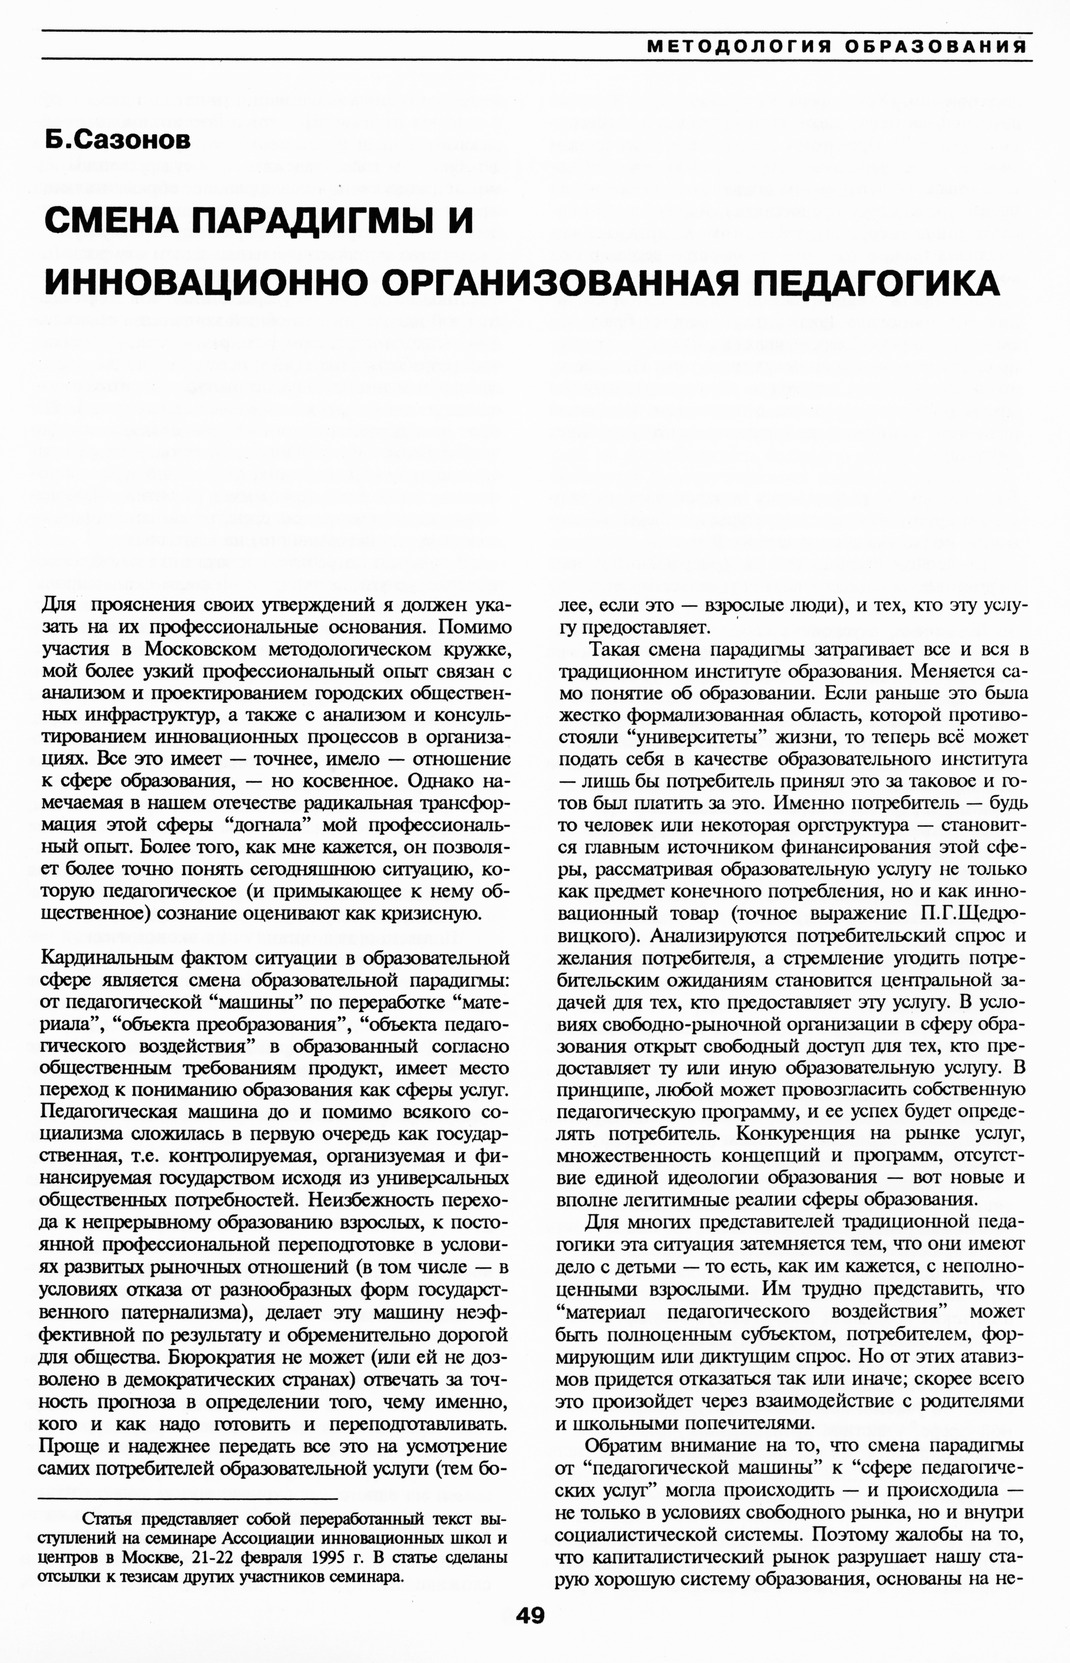 МЕТОДОЛОГИЯ ОБРАЗОВАНИЯ
Б.Сазонов
СМЕНА ПАРАДИГМЫ И
ИННОВАЦИОННО ОРГАНИЗОВАННАЯ ПЕДАГОГИКА
Для прояснения своих утверждений я должен ука-
зать на их профессиональные основания. Помимо
участия в Московском методологическом кружке,
мой более узкий профессиональный опыт связан с
анализом и проектированием городских обществен-
ных инфраструктур, а также с анализом и консуль-
тированием инновационных процессов в организа-
циях. Все это имеет — точнее, имело — отношение
к сфере образования, — но косвенное. Однако на-
мечаемая в нашем отечестве радикальная трансфор-
мация этой сферы “догнала” мой профессиональ-
ный опыт. Более того, как мне кажется, он позволя-
ет более точно понять сегодняшнюю ситуацию, ко-
торую педагогическое (и примыкающее к нему об-
щественное) сознание оценивают как кризисную.
Кардинальным фактом ситуации в образовательной
сфере является смена образовательной парадигмы:
от педагогической “машины” по переработке “мате-
риала”, “объекта преобразования”, “объекта педаго-
гического воздействия” в образованный согласно
общественным требованиям продукт, имеет место
переход к пониманию образования как сферы услуг.
Педагогическая машина до и помимо всякого со-
циализма сложилась в первую очередь как государ-
ственная, т.е. контролируемая, организуемая и фи-
нансируемая государством исходя из универсальных
общественных потребностей. Неизбежность перехо-
да к непрерывному образованию взрослых, к посто-
янной профессиональной переподготовке в услови-
ях развитых рыночных отношений (в том числе — в
условиях отказа от разнообразных форм государст-
венного патернализма), делает эту машину неэф-
фективной по результату и обременительно дорогой
для общества. Бюрократия не может (или ей не доз-
волено в демократических странах) отвечать за точ-
ность прогноза в определении того, чему именно,
кого и как надо готовить и переподготавливать.
Проще и надежнее передать все это на усмотрение
самих потребителей образовательной услуги (тем бо-
Статья представляет собой переработанный текст вы-
ступлений на семинаре Ассоциации инновационных школ и
центров в Москве, 21-22 февраля 1995 г. В статье сделаны
отсылки к тезисам других участников семинара.
лее, если это — взрослые люди), и тех, кто эту услу-
гу предоставляет.
Такая смена парадигмы затрагивает все и вся в
традиционном институте образования. Меняется са-
мо понятие об образовании. Если раньше это была
жестко формализованная область, которой противо-
стояли “университеты” жизни, то теперь всё может
подать себя в качестве образовательного института
— лишь бы потребитель принял это за таковое и го-
тов был платить за это. Именно потребитель — будь
то человек или некоторая оргструктура — становит-
ся главным источником финансирования этой сфе-
ры, рассматривая образовательную услугу не только
как предмет конечного потребления, но и как инно-
вационный товар (точное выражение П.Г.Щедро-
вицкого). Анализируются потребительский спрос и
желания потребителя, а стремление угодить потре-
бительским ожиданиям становится центральной за-
дачей для тех, кто предоставляет эту услугу. В усло-
виях свободно-рыночной организации в сферу обра-
зования открыт свободный доступ для тех, кто пре-
доставляет ту или иную образовательную услугу. В
принципе, любой может провозгласить собственную
педагогическую программу, и ее успех будет опреде-
лять потребитель. Конкуренция на рынке услуг,
множественность концепций и программ, отсутст-
вие единой идеологии образования — вот новые и
вполне легитимные реалии сферы образования.
Для многих представителей традиционной педа-
гогики эта ситуация затемняется тем, что они имеют
дело с детьми — то есть, как им кажется, с неполно-
ценными взрослыми. Им трудно представить, что
“материал педагогического воздействия” может
быть полноценным субъектом, потребителем, фор-
мирующим или диктущим спрос. Но от этих атавиз-
мов придется отказаться так или иначе; скорее всего
это произойдет через взаимодействие с родителями
и школьными попечителями.
Обратим внимание на то, что смена парадигмы
от “педагогической машины” к “сфере педагогиче-
ских услуг” могла происходить — и происходила —
не только в условиях свободного рынка, но и внутри
социалистической системы. Поэтому жалобы на то,
что капиталистический рынок разрушает нашу ста-
рую хорошую систему образования, основаны на не-
49